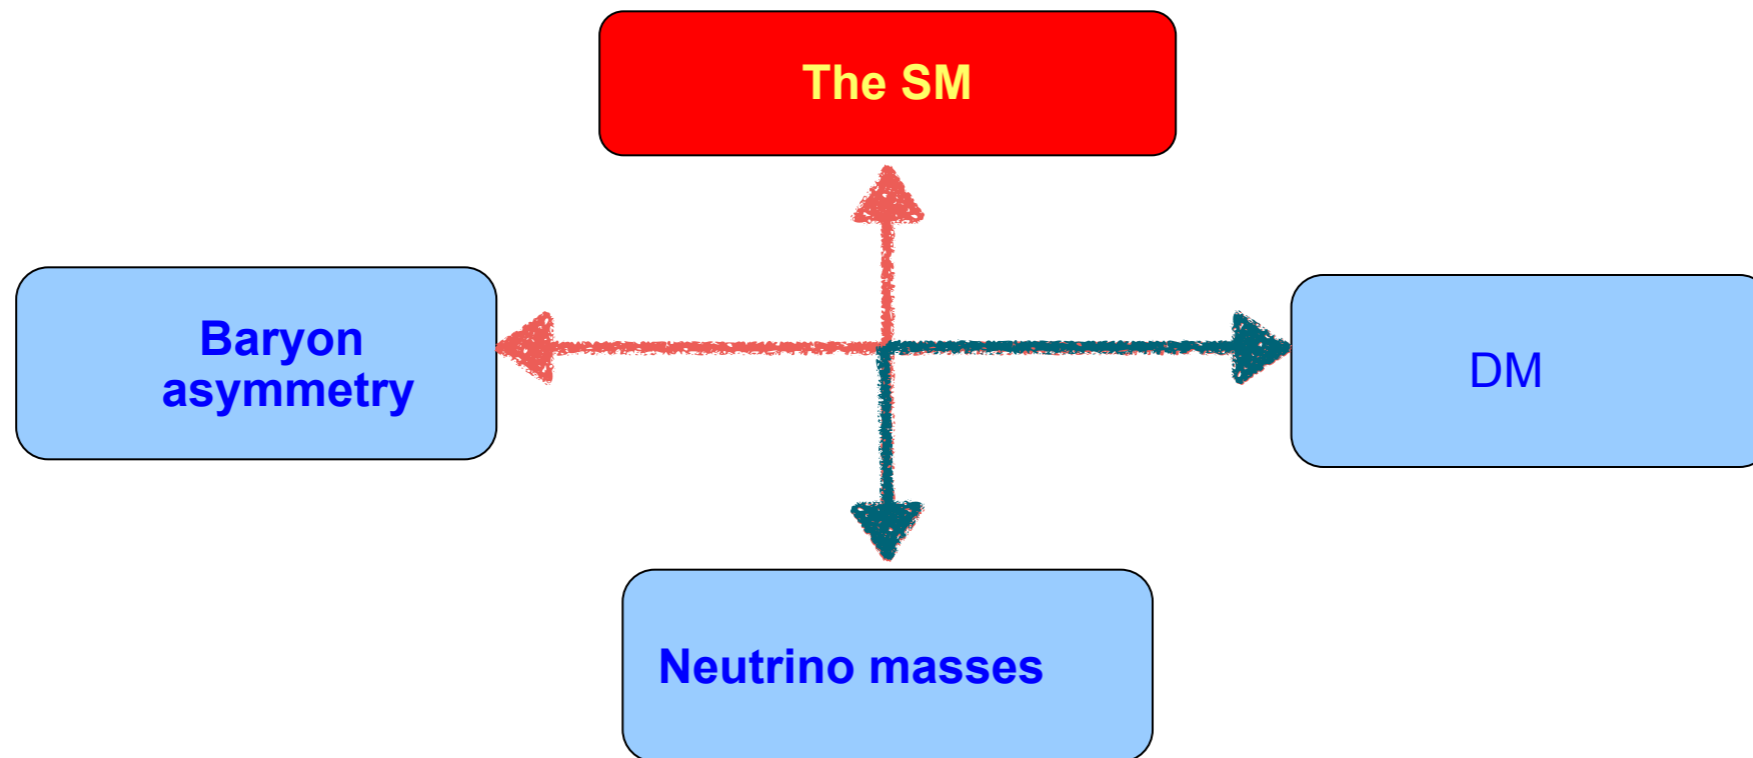 The SM
Baryon
asymmetry
DM
Neutrino masses